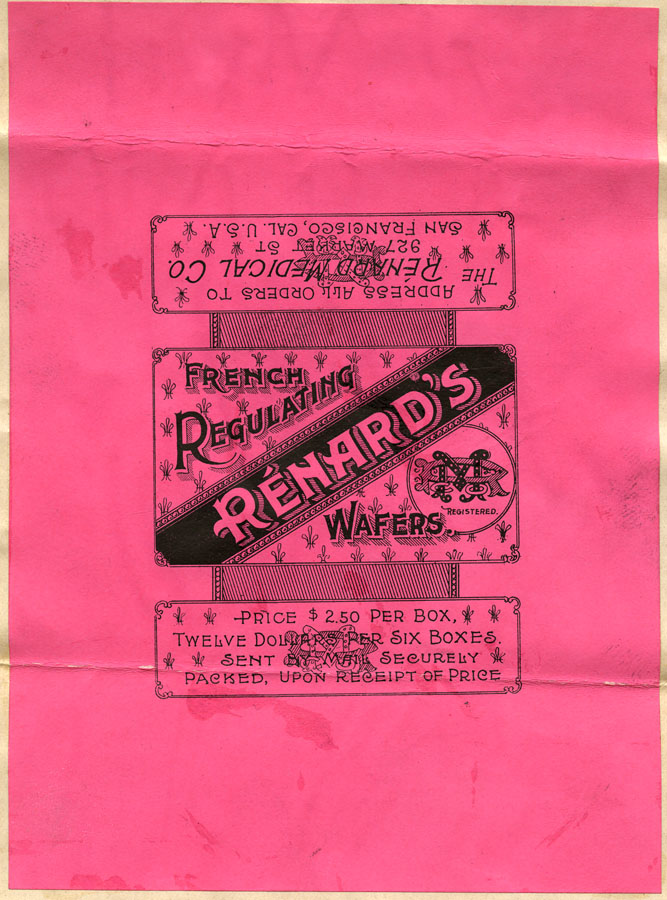 ADDRESS ALL ORDERS TO
THE RÉNARD MEDICAL CO.
927 MARKET ST
SAN FRANCISCO, CAL. U.S.A.
FRENCH
REGULATING
RÉNARD'S
WAFERS.
REGISTERED.
PRICE $2.50 PER BOX,
TWELVE DOLLARS PER SIX BOXES.
SENT BY MAIL SECURELY
PACKED, UPON RECEIPT OF PRICE